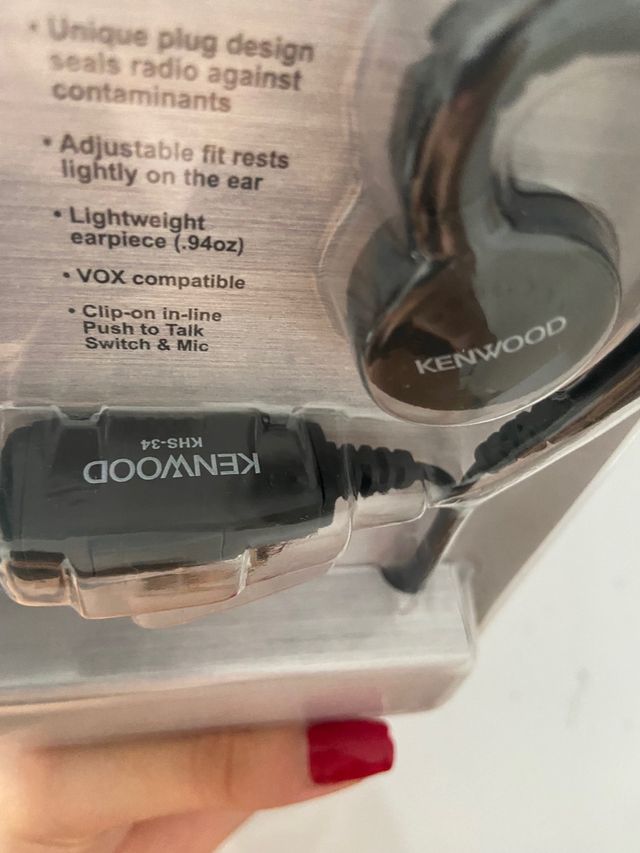 • Unique plug design
seals radio against
contaminants
• Adjustable fit rests
lightly on the ear
• Lightweight
earpiece (.94oz)
• VOX compatible
• Clip-on in-line
Push to Talk
Switch & Mic
KENWOOD
KENWOOD
KHS-34